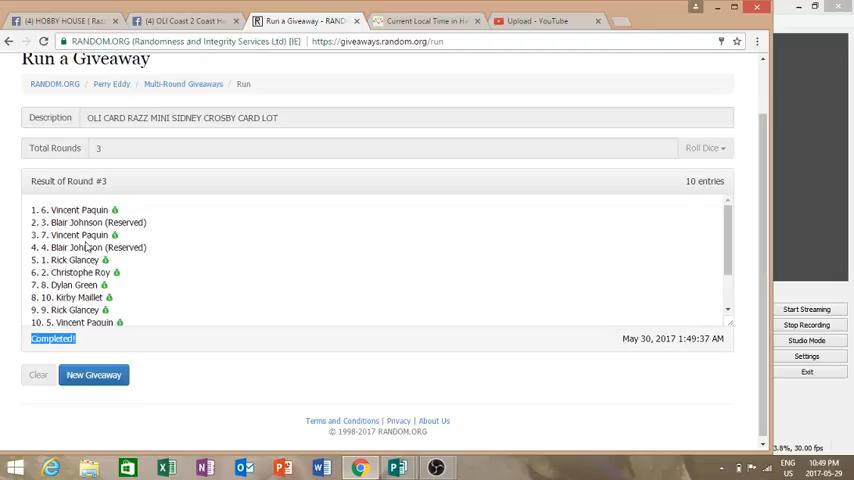 (4) HOBBY HOUSE ( Razz
(4) OLI Coast 2 Coast H
Run a Giveaway - RANDO
Current Local Time in He
Upload - YouTube
RANDOM.ORG (Randomness and Integrity Services Ltd) [IE]
https://giveaways.random.org/run
Run a Giveaway
RANDOM.ORG / Perry Eddy / Multi-Round Giveaways / Run
Description OLI CARD RAZZ MINI SIDNEY CROSBY CARD LOT
Total Rounds 3 Roll Dice
Result of Round #3 10 entries
1. 6. Vincent Paquin
2. 3. Blair Johnson (Reserved)
3. 7. Vincent Paquin
4. 4. Blair Johnson (Reserved)
5. 1. Rick Glancey
6. 2. Christophe Roy
7. 8. Dylan Green
8. 10. Kirby Maillet
9. 9. Rick Glancey
10. 5. Vincent Paquin
Completed! May 30, 2017 1:49:37 AM
Clear New Giveaway
Terms and Conditions | Privacy | About Us
© 1998-2017 RANDOM.ORG
Start Streaming
Stop Recording
Studio Mode
Settings
Exit
3.8%, 30.00 fps
ENG 10:49 PM
US 2017-05-29